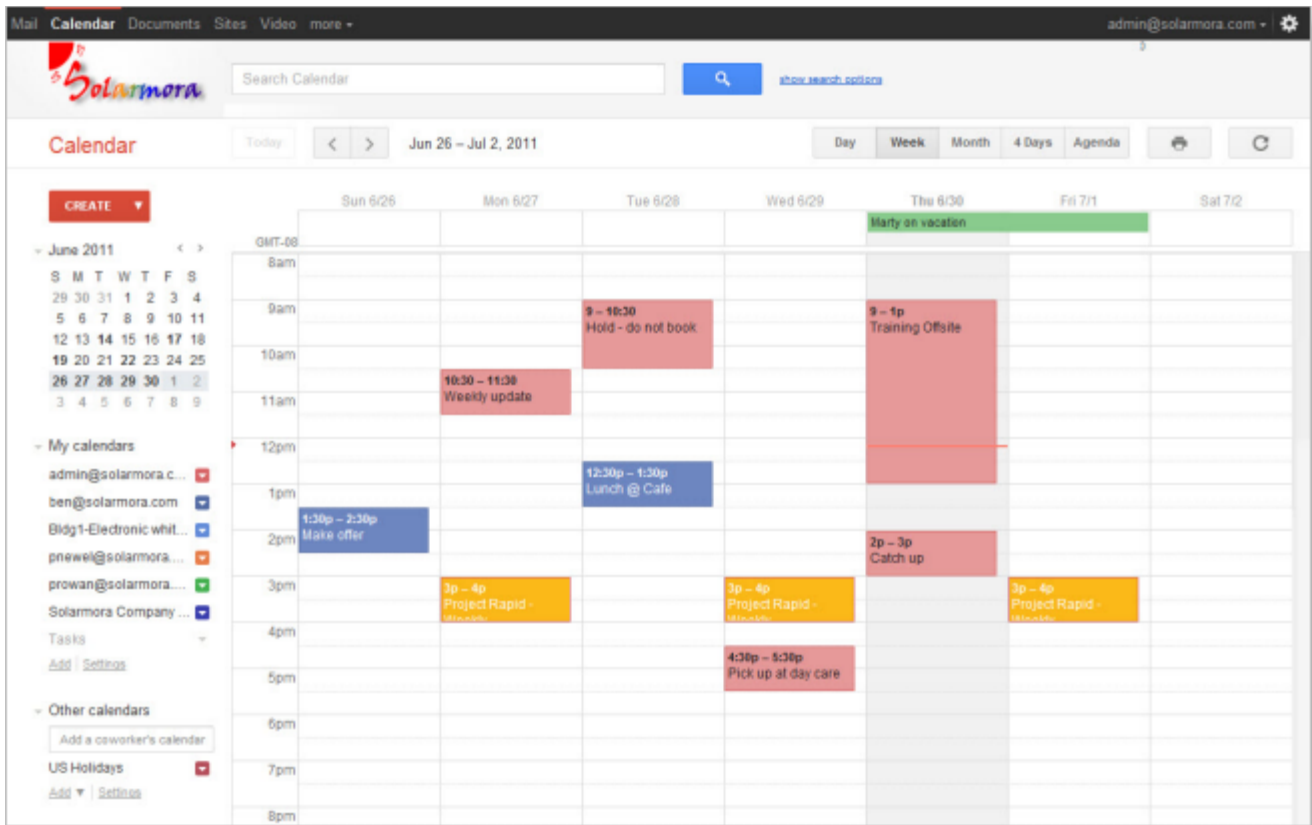 Mail Calendar Documents Sites Video more
admin@solarmora.com
Solarmora
Search Calendar
show search options
Calendar
Today
Jun 26 – Jul 2, 2011
Day Week Month 4 Days Agenda
CREATE
Sun 6/26 Mon 6/27 Tue 6/28 Wed 6/29 Thu 6/30 Fri 7/1 Sat 7/2
Marty on vacation
GMT-08
June 2011
S M T W T F S
29 30 31 1 2 3 4
5 6 7 8 9 10 11
12 13 14 15 16 17 18
19 20 21 22 23 24 25
26 27 28 29 30 1 2
3 4 5 6 7 8 9
My calendars
admin@solarmora.c...
ben@solarmora.com
Bldg1-Electronic whit...
pnewel@solarmora....
prowan@solarmora....
Solarmora Company ...
Tasks
Add Settings
Other calendars
Add a coworker's calendar
US Holidays
Add Settings
8am
9am
10am
11am
12pm
1pm
2pm
3pm
4pm
5pm
6pm
7pm
8pm
1:30p – 2:30p
Make offer
10:30 – 11:30
Weekly update
3p – 4p
Project Rapid -
Weekly
9 – 10:30
Hold - do not book
12:30p – 1:30p
Lunch @ Cafe
3p – 4p
Project Rapid -
Weekly
4:30p – 5:30p
Pick up at day care
9 – 1p
Training Offsite
2p – 3p
Catch up
3p – 4p
Project Rapid -
Weekly